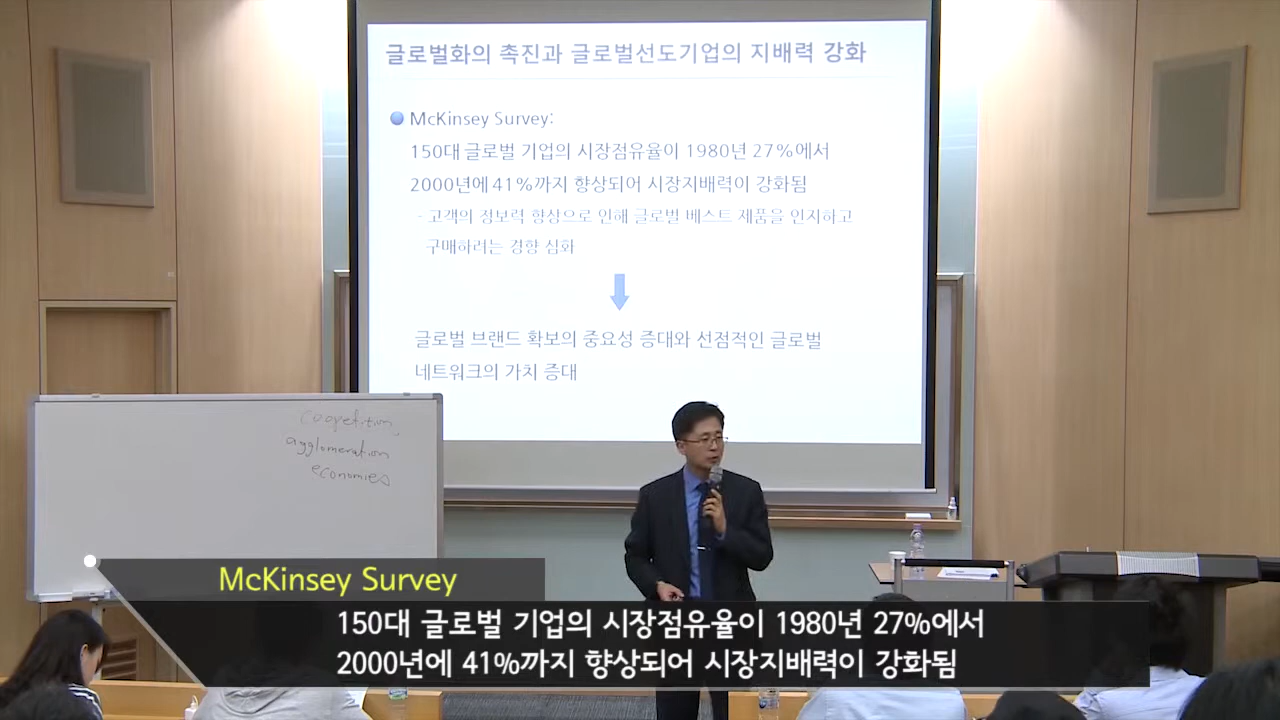 글로벌화의 촉진과 글로벌선도기업의 지배력 강화
McKinsey Survey:
150대 글로벌 기업의 시장점유율이 1980년 27%에서
2000년에 41%까지 향상되어 시장지배력이 강화됨
- 고객의 정보력 향상으로 인해 글로벌 베스트 제품을 인지하고
구매하려는 경향 심화
글로벌 브랜드 확보의 중요성 증대와 선점적인 글로벌
네트워크의 가치 증대
coopetition
agglomeration
economies
McKinsey Survey
150대 글로벌 기업의 시장점유율이 1980년 27%에서
2000년에 41%까지 향상되어 시장지배력이 강화됨